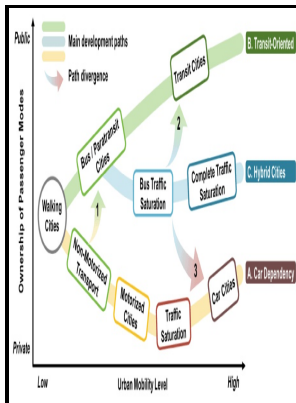 Public
Main development paths
Path divergence
B. Transit-Oriented
Transit Cities
Bus / Paratransit
Cities
2
Ownership of Passenger Modes
Walking
Cities
1
Bus Traffic
Saturation
Complete Traffic
Saturation
C. Hybrid Cities
Non-Motorized
Transport
3
Motorized
Cities
Traffic
Saturation
Car Cities
A. Car Dependency
Private
Low
Urban Mobility Level
High